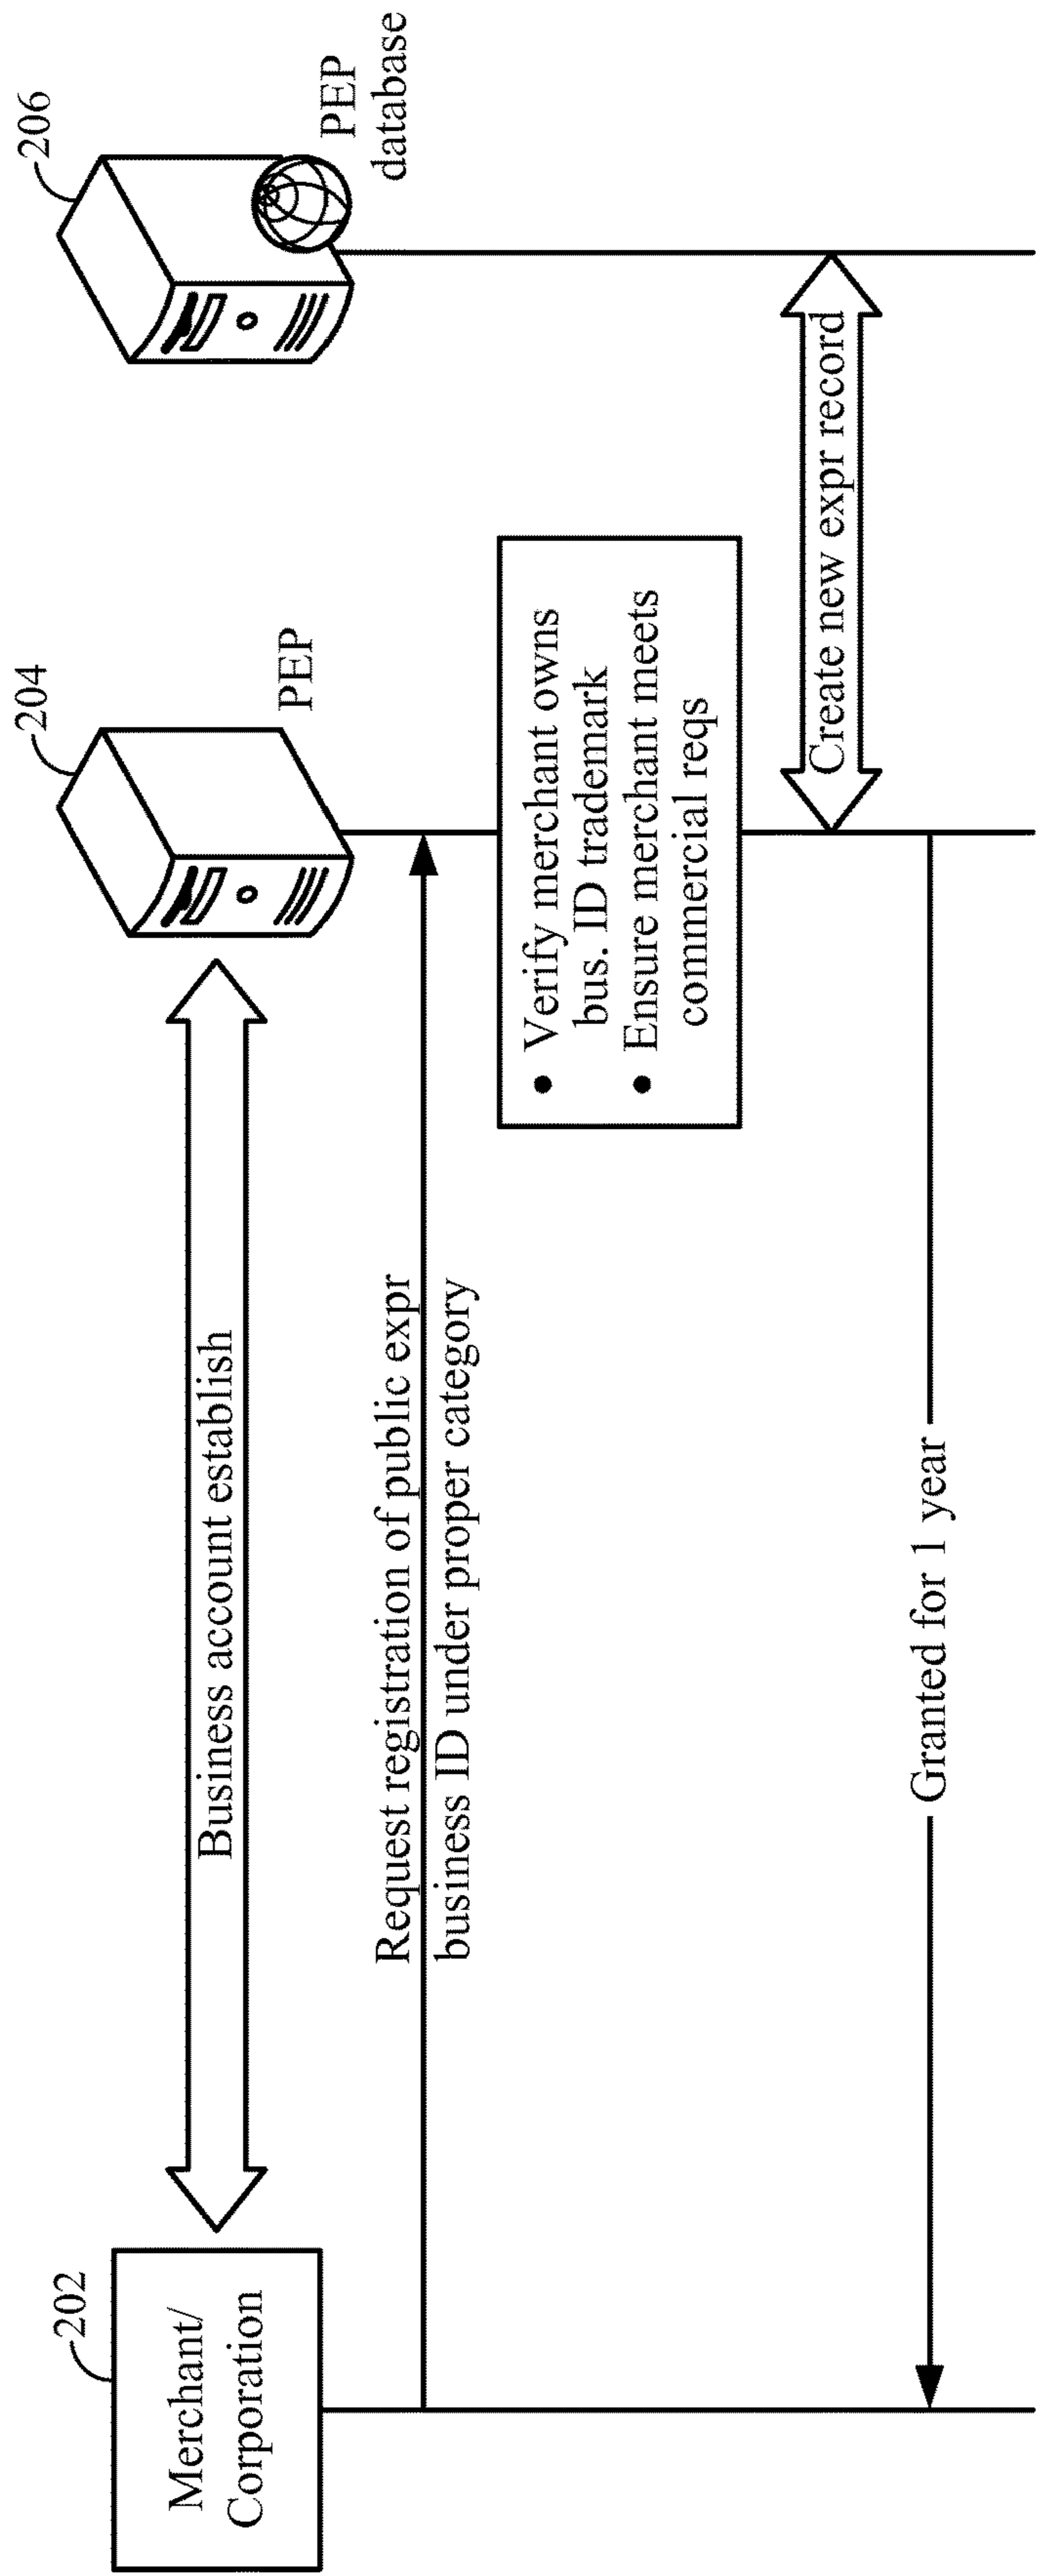 202
Merchant/
Corporation
204
PEP
206
PEP
database
Business account establish
Request registration of public expr
business ID under proper category
• Verify merchant owns
bus. ID trademark
• Ensure merchant meets
commercial reqs
Create new expr record
Granted for 1 year